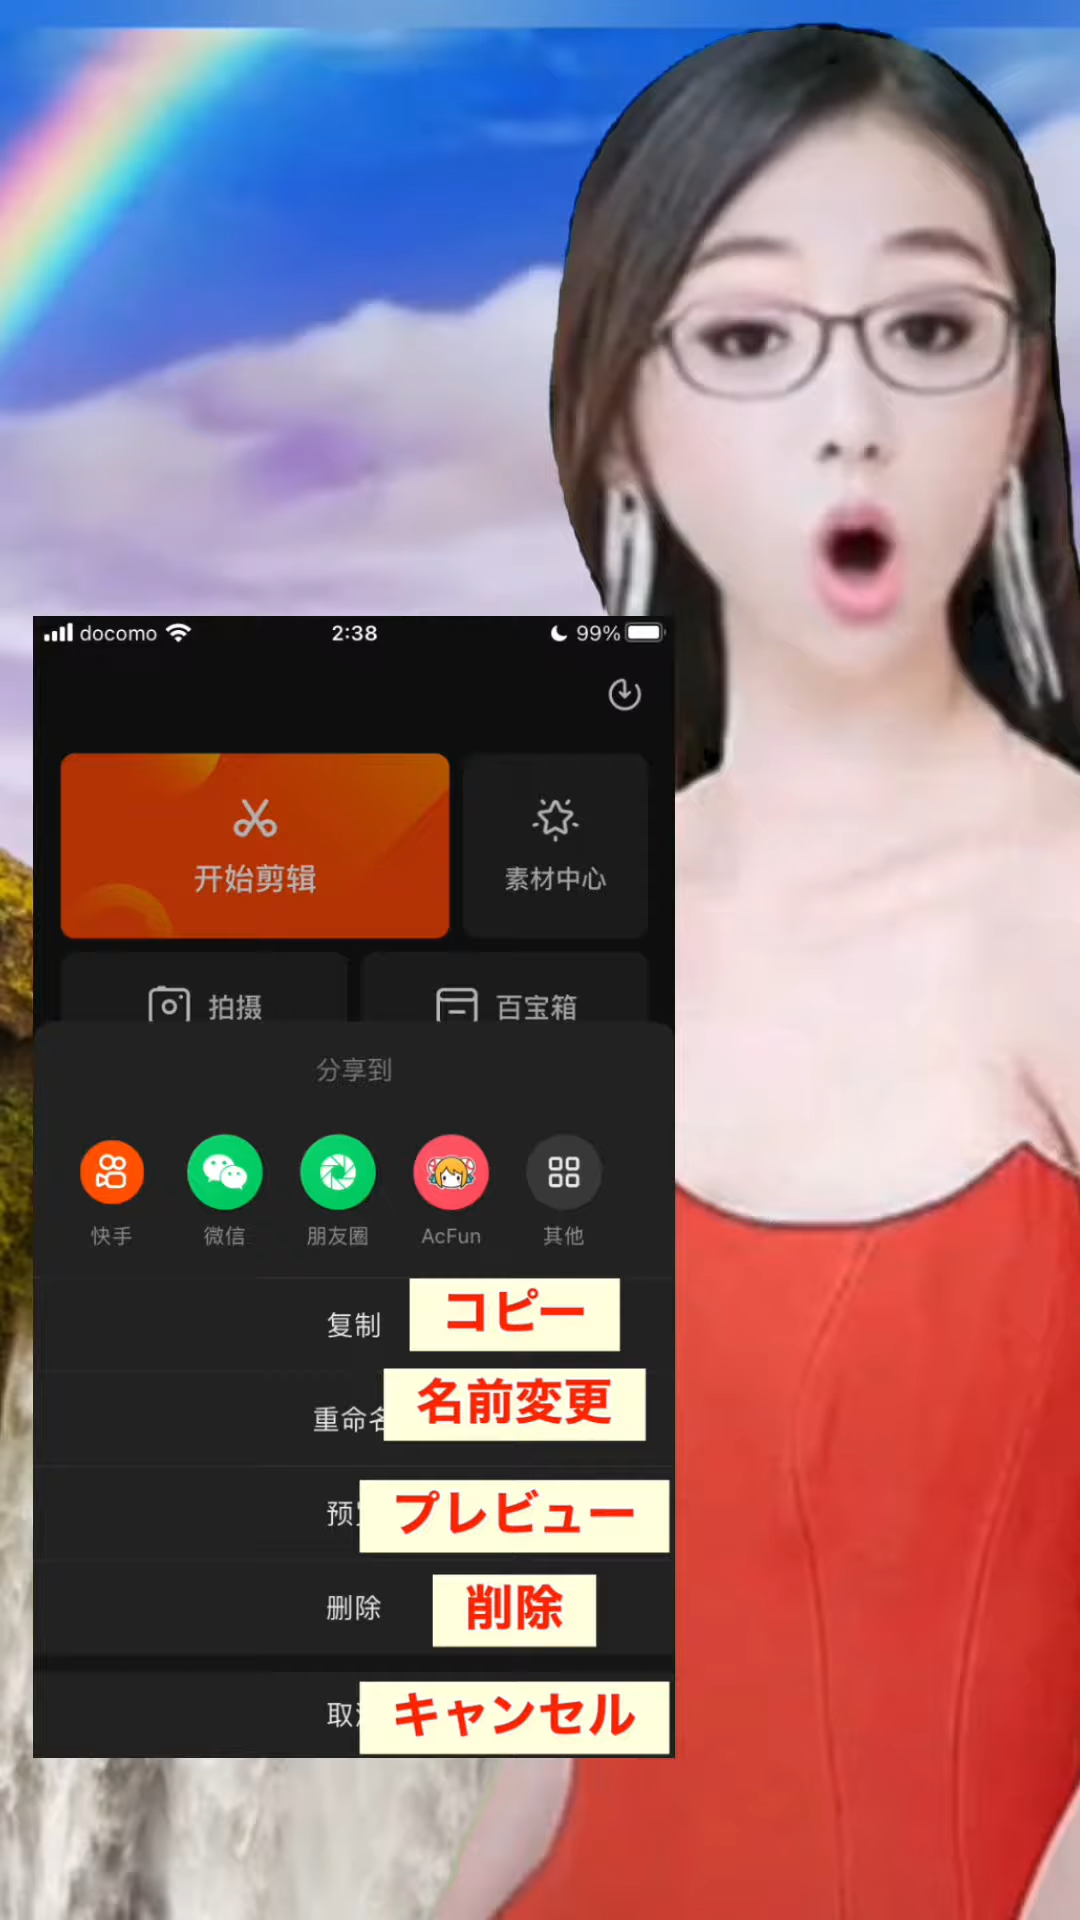 docomo 2:38 99%
开始剪辑 素材中心
拍摄 百宝箱
分享到
快手 微信 朋友圈 AcFun 其他
复制 コピー
重命 名前変更
预 プレビュー
删除 削除
取 キャンセル